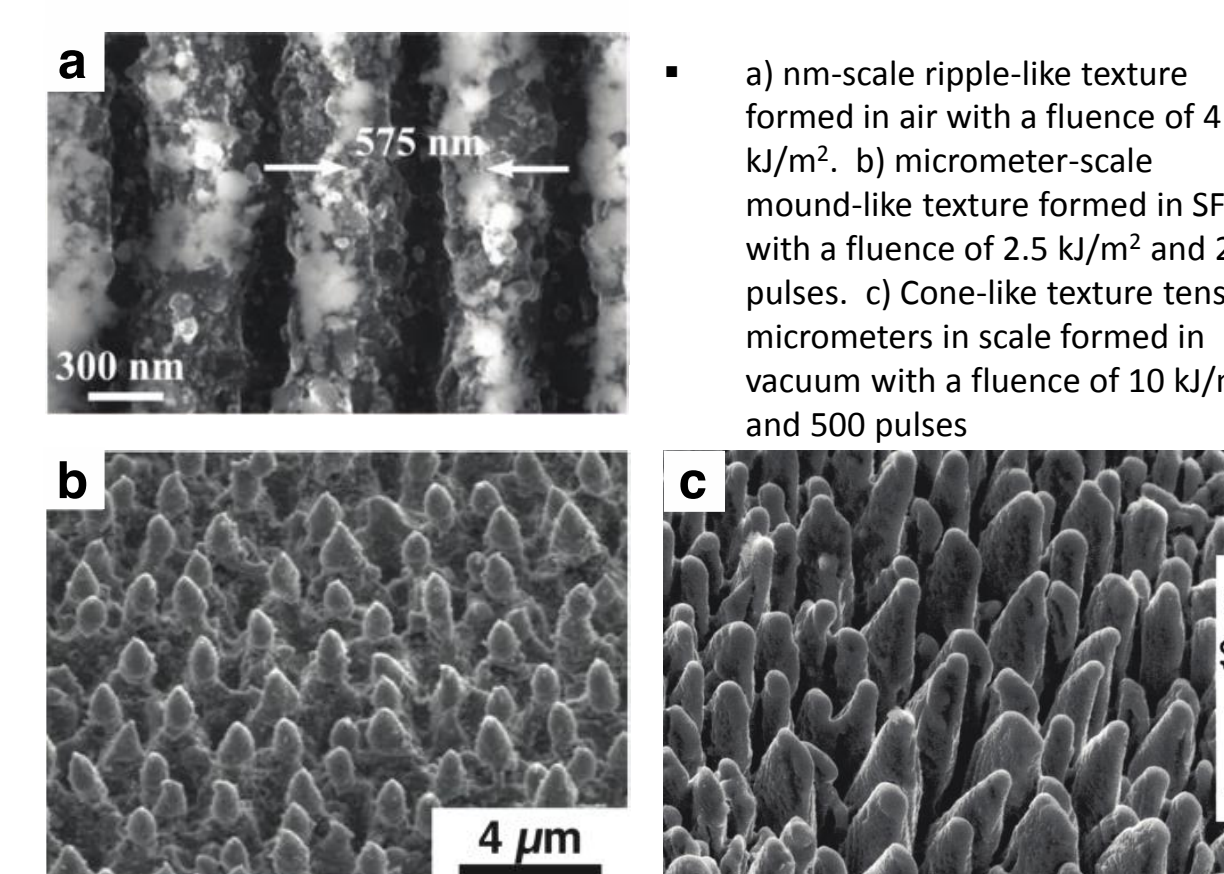 a
575 nm
300 nm
▪ a) nm-scale ripple-like texture
formed in air with a fluence of 4
kJ/m². b) micrometer-scale
mound-like texture formed in SF
with a fluence of 2.5 kJ/m² and
pulses. c) Cone-like texture tens
micrometers in scale formed in
vacuum with a fluence of 10
and 500 pulses
b
c
4 µm